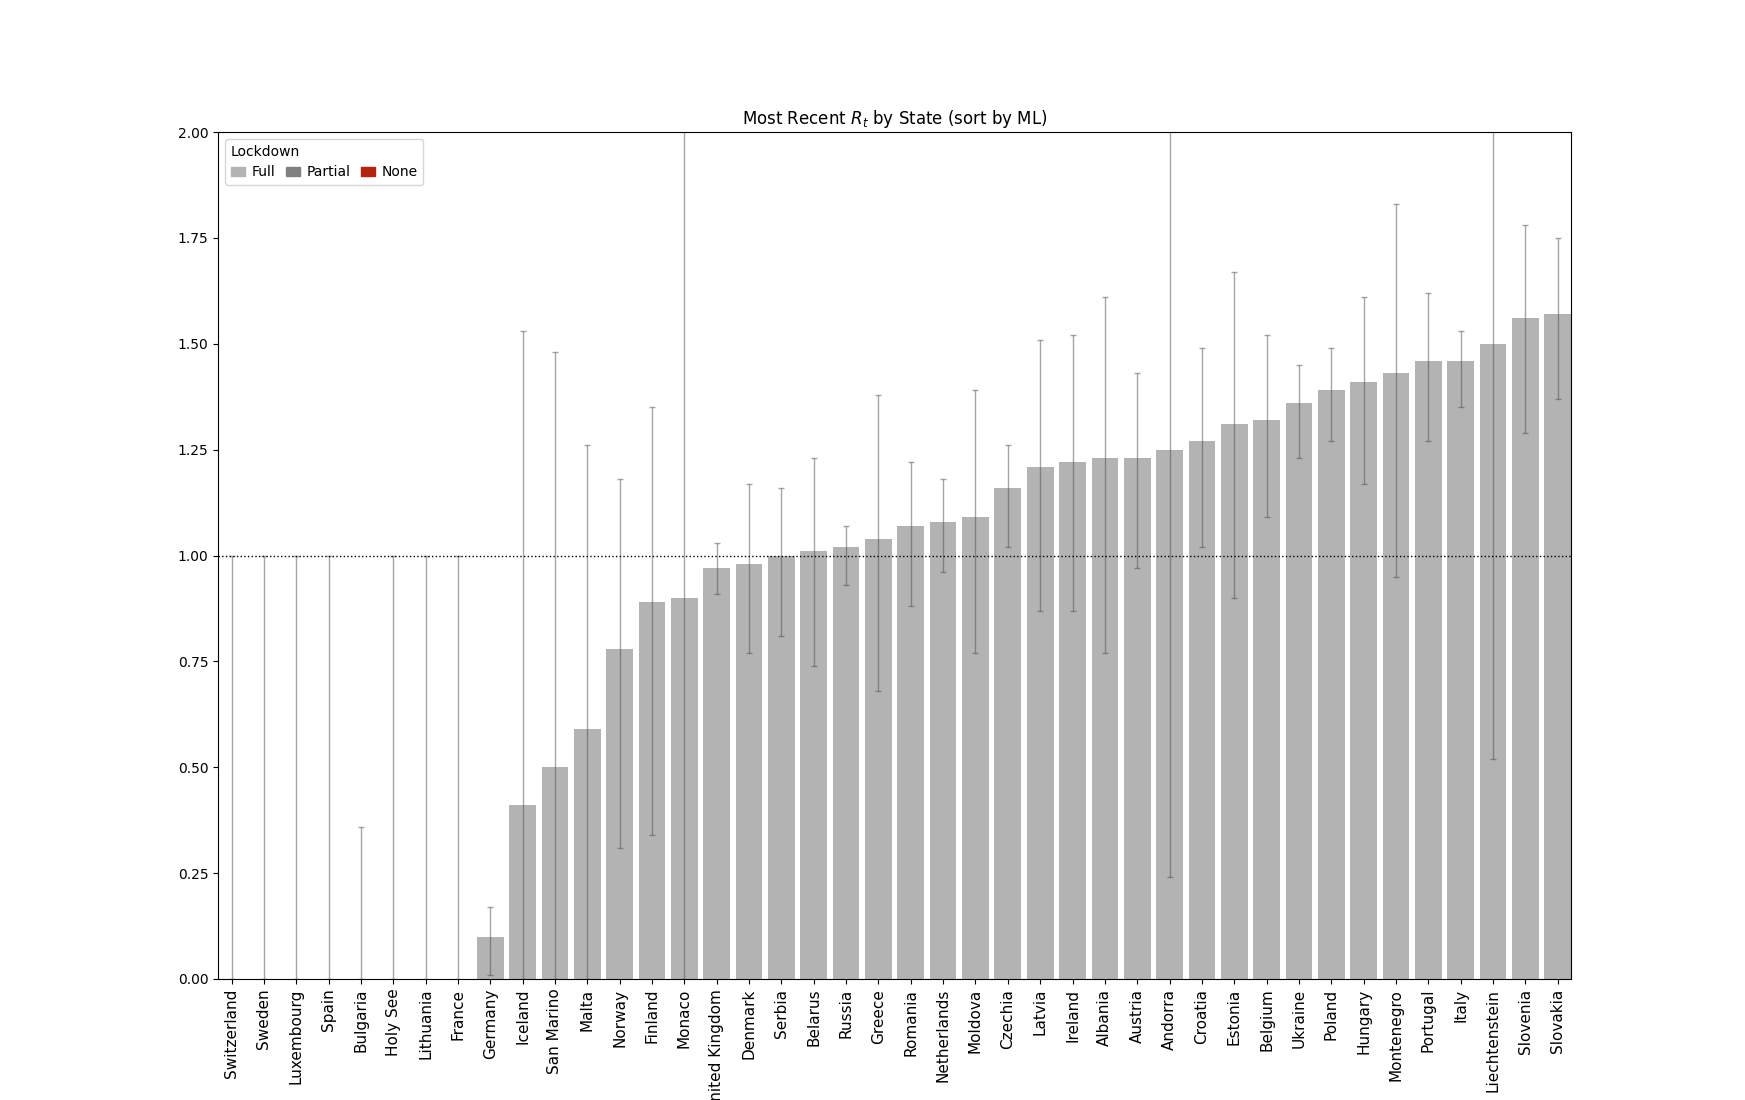 Most Recent R_t by State (sort by ML)
2.00
Lockdown
Full Partial None
1.75
1.50
1.25
1.00
0.75
0.50
0.25
0.00
Switzerland
Sweden
Luxembourg
Spain
Bulgaria
Holy See
Lithuania
France
Germany
Iceland
San Marino
Malta
Norway
Finland
Monaco
nited Kingdom
Denmark
Serbia
Belarus
Russia
Greece
Romania
Netherlands
Moldova
Czechia
Latvia
Ireland
Albania
Austria
Andorra
Croatia
Estonia
Belgium
Ukraine
Poland
Hungary
Montenegro
Portugal
Italy
Liechtenstein
Slovenia
Slovakia